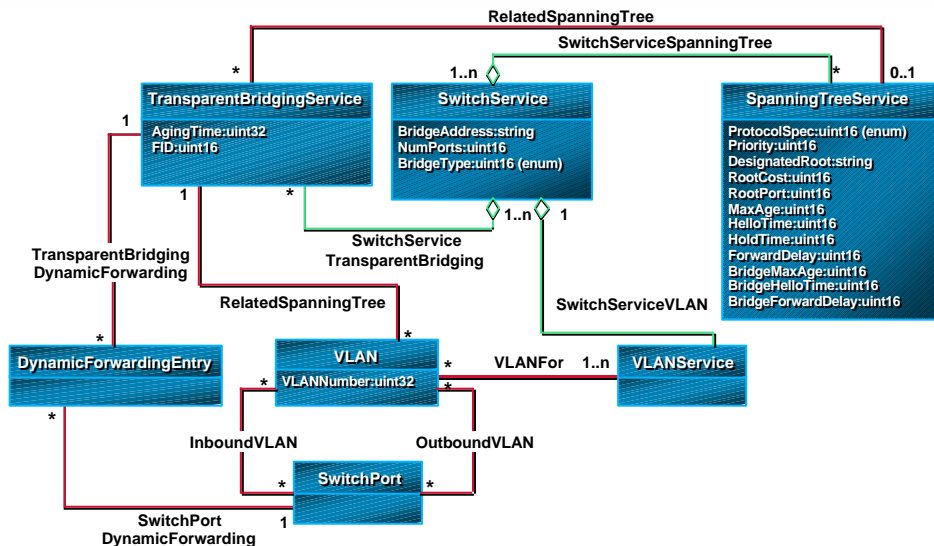 RelatedSpanningTree
SwitchServiceSpanningTree
*
1..n
*
0..1
TransparentBridgingService
AgingTime:uint32
FID:uint16
SwitchService
BridgeAddress:string
NumPorts:uint16
BridgeType:uint16 (enum)
SpanningTreeService
ProtocolSpec:uint16 (enum)
Priority:uint16
DesignatedRoot:string
RootCost:uint16
RootPort:uint16
MaxAge:uint16
HelloTime:uint16
HoldTime:uint16
ForwardDelay:uint16
BridgeMaxAge:uint16
BridgeHelloTime:uint16
BridgeForwardDelay:uint16
1
1
*
1..n
1
SwitchService
TransparentBridging
TransparentBridging
DynamicForwarding
RelatedSpanningTree
SwitchServiceVLAN
*
*
DynamicForwardingEntry
VLAN
VLANNumber:uint32
*
VLANFor
1..n
VLANService
*
*
*
InboundVLAN
OutboundVLAN
SwitchPort
*
*
1
SwitchPort
DynamicForwarding